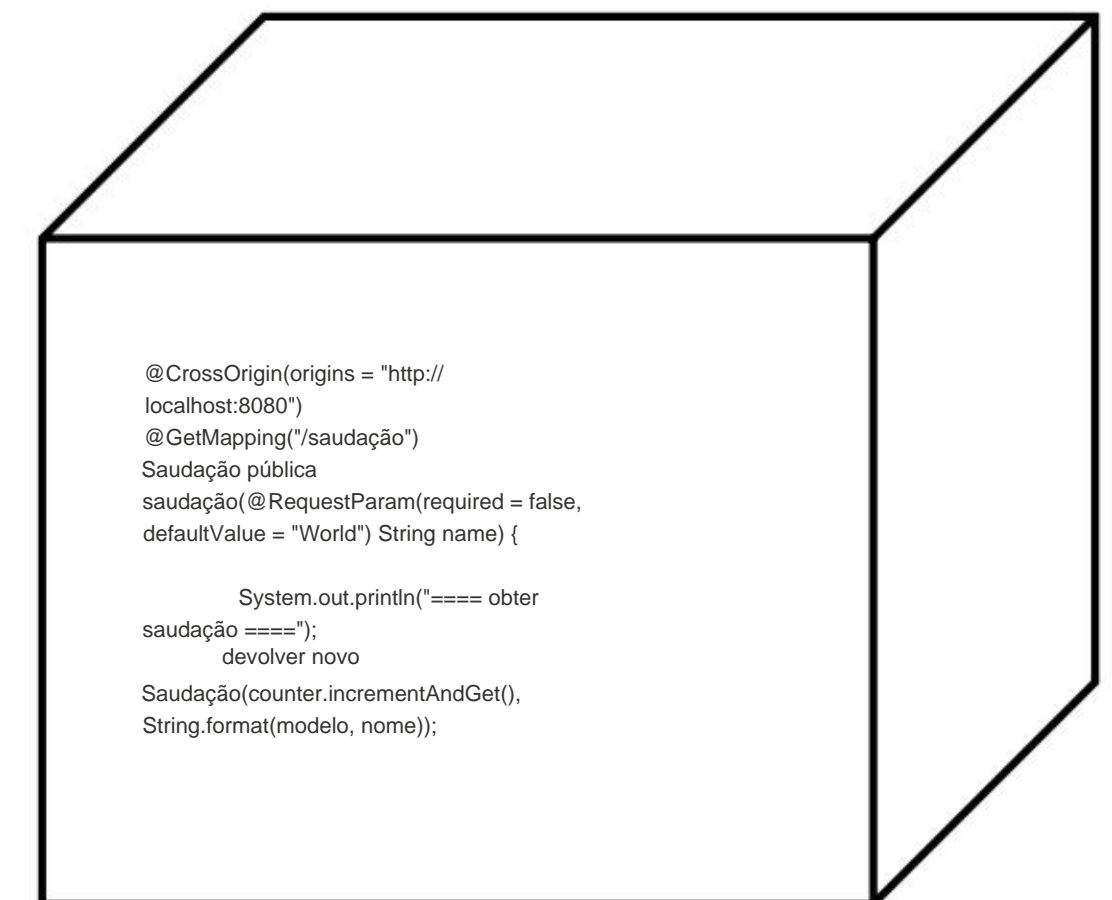 @CrossOrigin(origins = "http://
localhost:8080")
@GetMapping("/saudação")
Saudação pública
saudação(@RequestParam(required = false,
defaultValue = "World") String name) {
System.out.println("==== obter
saudação ====");
devolver novo
Saudação(counter.incrementAndGet(),
String.format(modelo, nome));